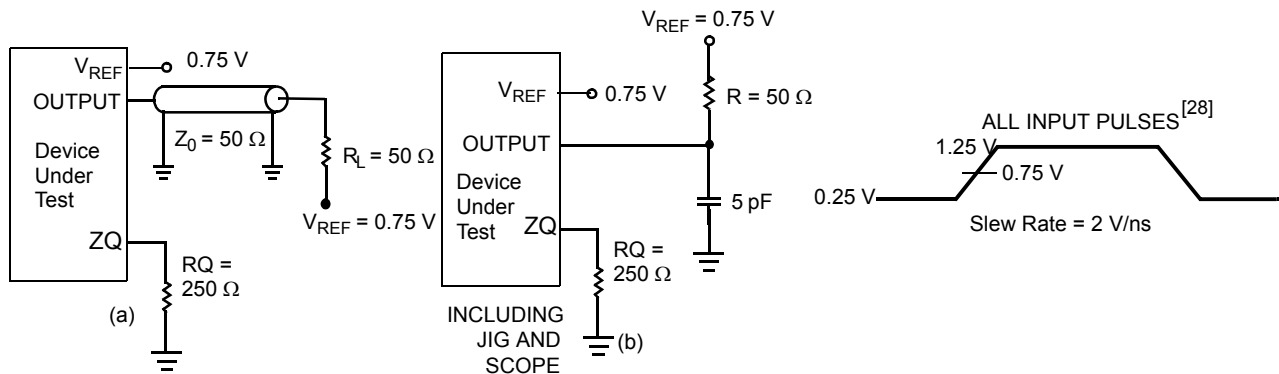 V_REF 0.75 V
OUTPUT
Z_0 = 50 Ω
Device
Under
Test
R_L = 50 Ω
V_REF = 0.75 V
ZQ
RQ =
250 Ω
(a)
V_REF = 0.75 V
R = 50 Ω
V_REF 0.75 V
OUTPUT
Device
Under
Test
5 pF
ZQ
RQ =
250 Ω
INCLUDING
JIG AND
SCOPE
(b)
ALL INPUT PULSES[28]
1.25 V
0.75 V
0.25 V
Slew Rate = 2 V/ns